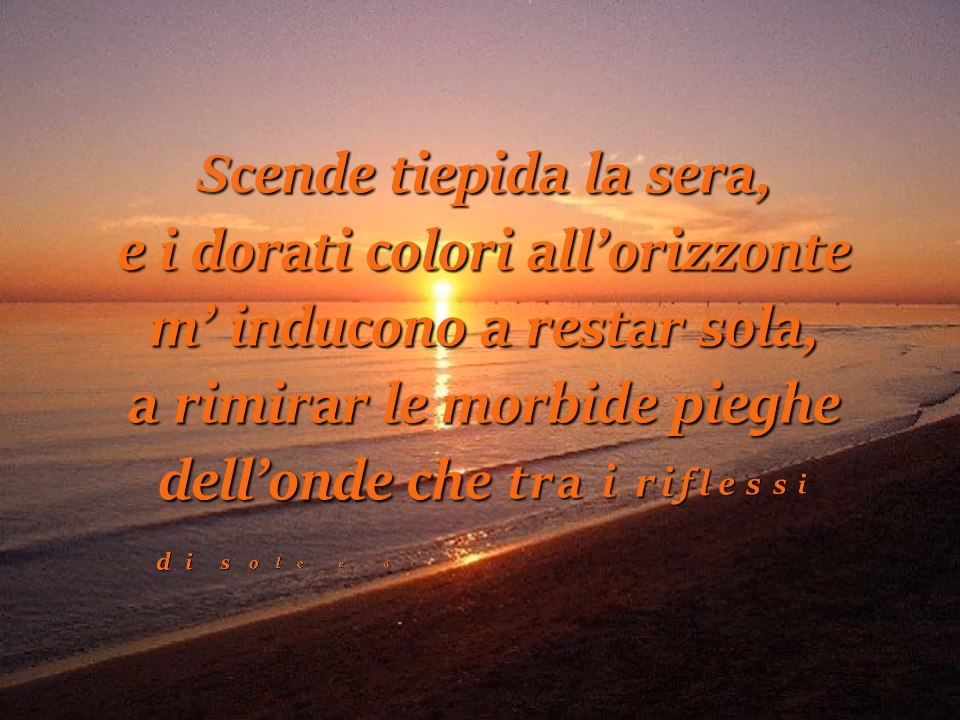 Scende tiepida la sera,
e i dorati colori all’orizzonte
m’ inducono a restar sola,
a rimirar le morbide pieghe
dell’onde che tra i riflessi
di sole